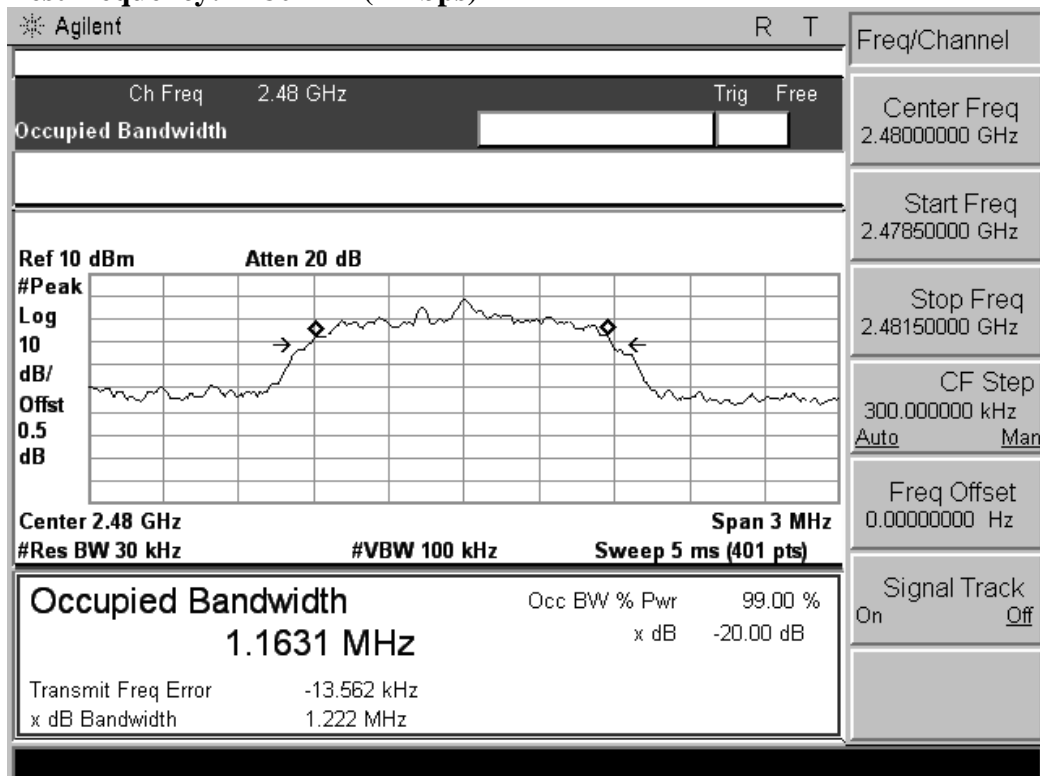 Agilent R T
Freq/Channel
Ch Freq 2.48 GHz Trig Free
Occupied Bandwidth
Center Freq
2.48000000 GHz
Start Freq
2.47850000 GHz
Stop Freq
2.48150000 GHz
CF Step
300.000000 kHz
Auto Man
Freq Offset
0.00000000 Hz
Signal Track
On Off
Ref 10 dBm Atten 20 dB
#Peak
Log
10
dB/
Offst
0.5
dB
Center 2.48 GHz Span 3 MHz
#Res BW 30 kHz #VBW 100 kHz Sweep 5 ms (401 pts)
Occupied Bandwidth Occ BW % Pwr 99.00 %
1.1631 MHz x dB -20.00 dB
Transmit Freq Error -13.562 kHz
x dB Bandwidth 1.222 MHz